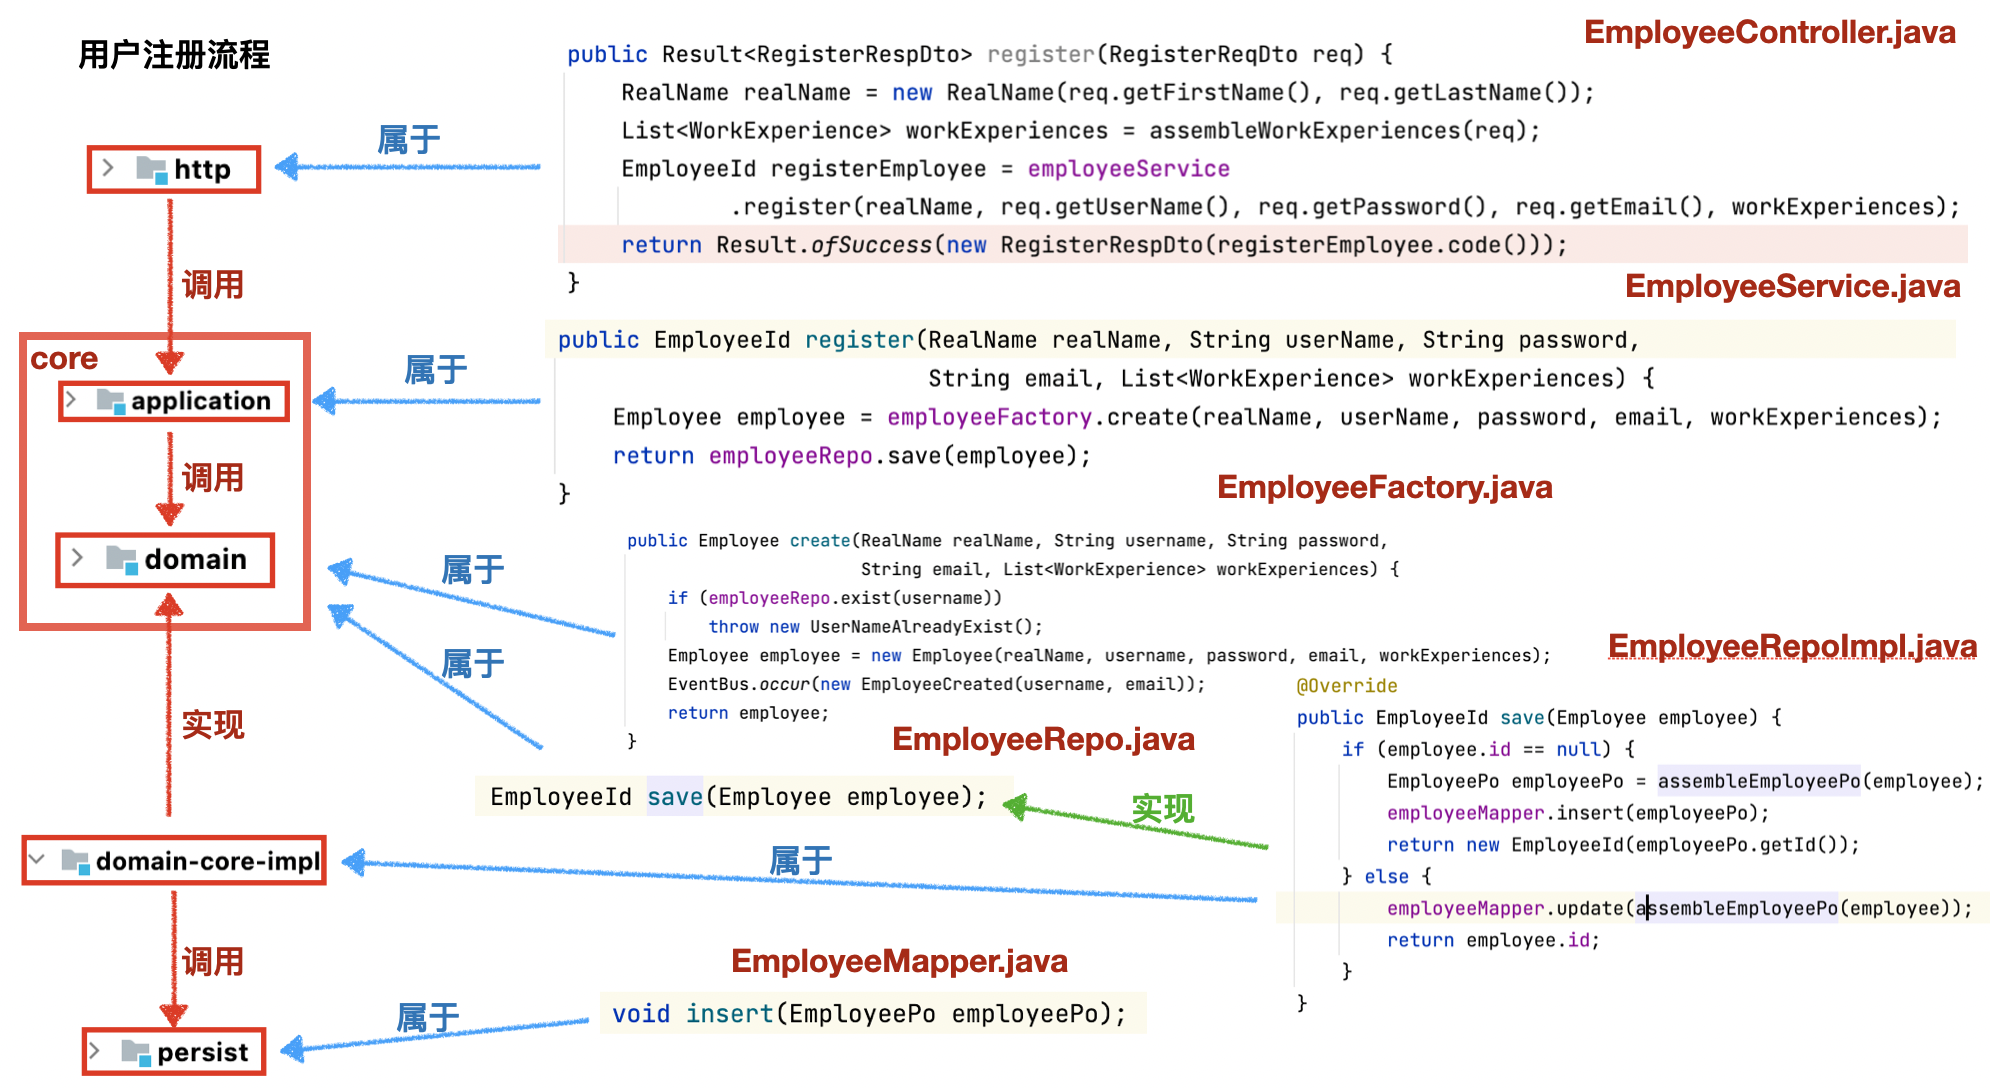 用户注册流程
EmployeeController.java
public Result<RegisterRespDto> register(RegisterReqDto req) {
RealName realName = new RealName(req.getFirstName(), req.getLastName());
List<WorkExperience> workExperiences = assembleWorkExperiences(req);
EmployeeId registerEmployee = employeeService
.register(realName, req.getUserName(), req.getPassword(), req.getEmail(), workExperiences);
return Result.ofSuccess(new RegisterRespDto(registerEmployee.code()));
}
属于
http
调用
EmployeeService.java
public EmployeeId register(RealName realName, String userName, String password,
String email, List<WorkExperience> workExperiences) {
Employee employee = employeeFactory.create(realName, userName, password, email, workExperiences);
return employeeRepo.save(employee);
}
core
属于
application
调用
EmployeeFactory.java
public Employee create(RealName realName, String username, String password,
String email, List<WorkExperience> workExperiences) {
if (employeeRepo.exist(username))
throw new UserNameAlreadyExist();
Employee employee = new Employee(realName, username, password, email, workExperiences);
EventBus.occur(new EmployeeCreated(username, email));
return employee;
}
domain
属于
属于
实现
EmployeeRepo.java
EmployeeId save(Employee employee);
实现
EmployeeRepoImpl.java
@Override
public EmployeeId save(Employee employee) {
if (employee.id == null) {
EmployeePo employeePo = assembleEmployeePo(employee);
employeeMapper.insert(employeePo);
return new EmployeeId(employeePo.getId());
} else {
employeeMapper.update(assembleEmployeePo(employee));
return employee.id;
}
}
domain-core-impl
属于
调用
EmployeeMapper.java
void insert(EmployeePo employeePo);
属于
persist